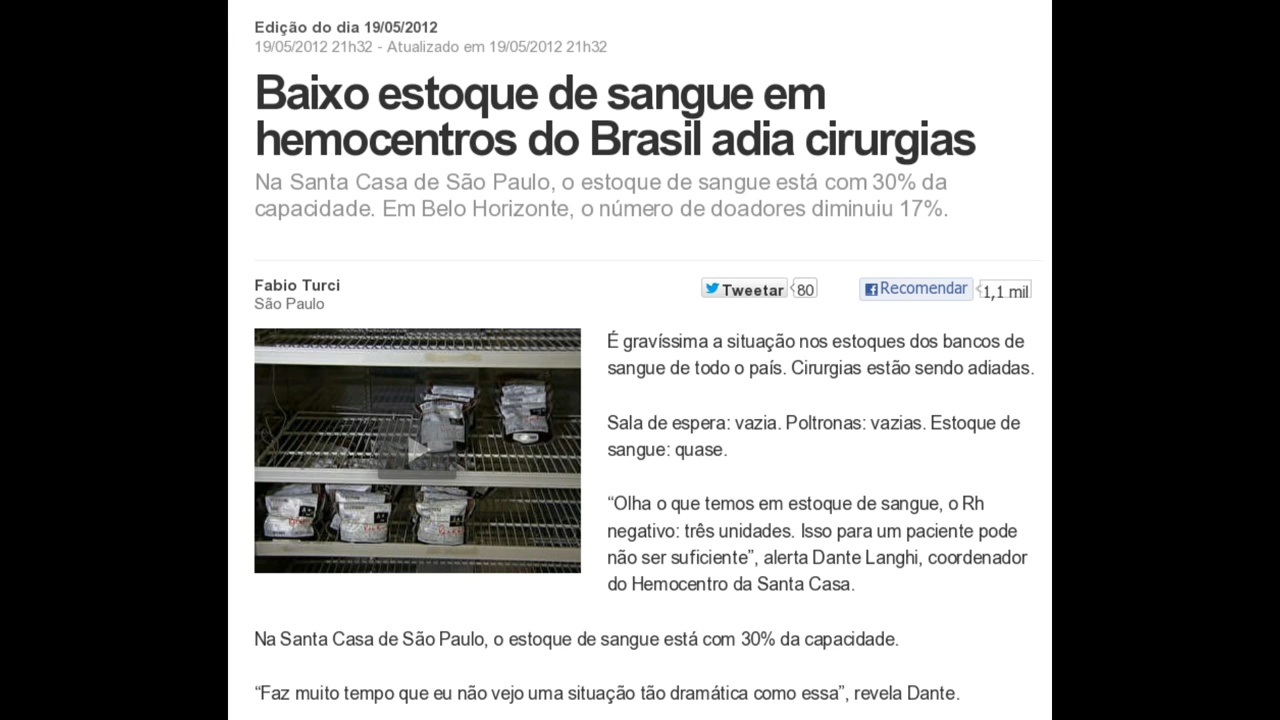 Edição do dia 19/05/2012
19/05/2012 21h32 - Atualizado em 19/05/2012 21h32
Baixo estoque de sangue em
hemocentros do Brasil adia cirurgias
Na Santa Casa de São Paulo, o estoque de sangue está com 30% da
capacidade. Em Belo Horizonte, o número de doadores diminuiu 17%.
Fabio Turci
São Paulo
Tweetar 80
Recomendar 1,1 mil
É gravíssima a situação nos estoques dos bancos de
sangue de todo o país. Cirurgias estão sendo adiadas.
Sala de espera: vazia. Poltronas: vazias. Estoque de
sangue: quase.
“Olha o que temos em estoque de sangue, o Rh
negativo: três unidades. Isso para um paciente pode
não ser suficiente”, alerta Dante Langhi, coordenador
do Hemocentro da Santa Casa.
Na Santa Casa de São Paulo, o estoque de sangue está com 30% da capacidade.
“Faz muito tempo que eu não vejo uma situação tão dramática como essa”, revela Dante.